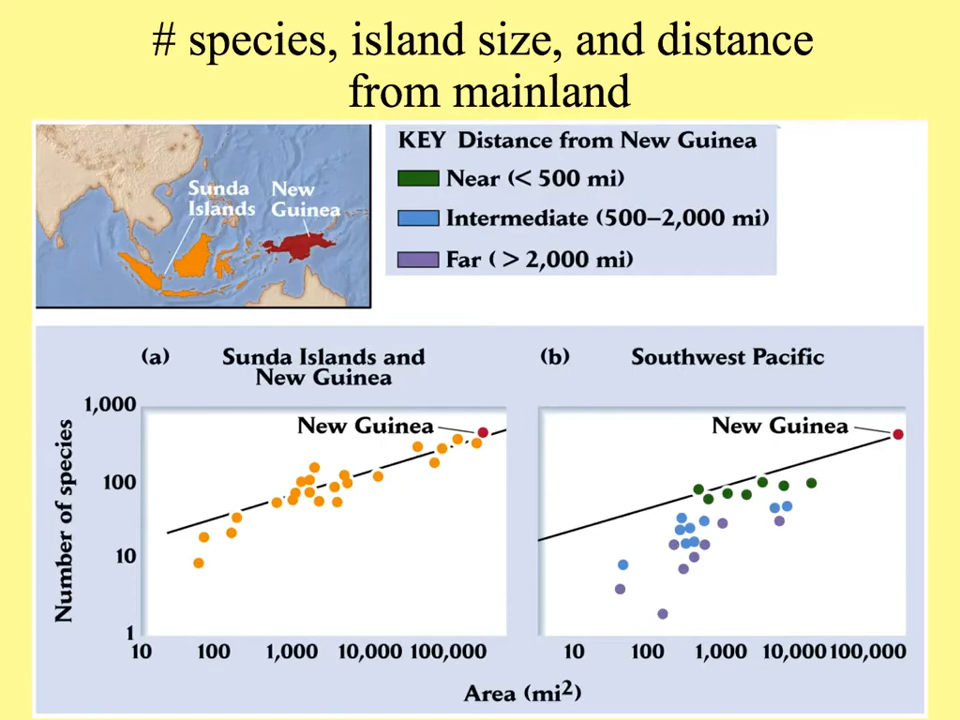 # species, island size, and distance
from mainland
Sunda
Islands
New
Guinea
KEY Distance from New Guinea
Near (< 500 mi)
Intermediate (500–2,000 mi)
Far ( > 2,000 mi)
(a) Sunda Islands and
New Guinea
(b) Southwest Pacific
Number of species
1,000
100
10
1
New Guinea
New Guinea
10 100 1,000 10,000 100,000
10 100 1,000 10,000 100,000
Area (mi²)